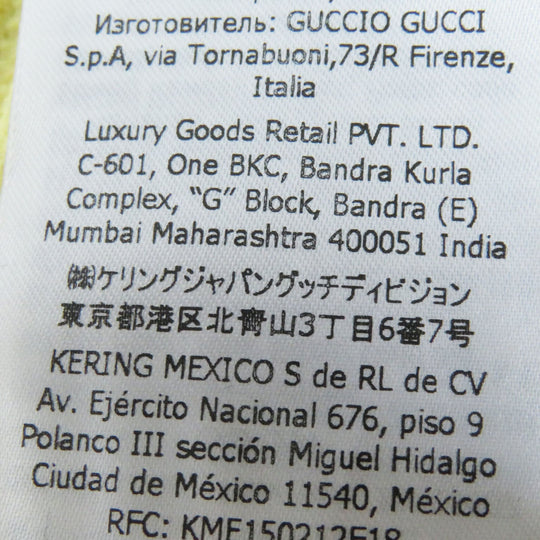 Изготовитель: GUCCIO GUCCI
S.p.A, via Tornabuoni,73/R Firenze,
Italia
Luxury Goods Retail PVT. LTD.
C-601, One BKC, Bandra Kurla
Complex, “G” Block, Bandra (E)
Mumbai Maharashtra 400051 India
㈱ケリングジャパングッチディビジョン
東京都港区北青山3丁目6番7号
KERING MEXICO S de RL de CV
Av. Ejército Nacional 676, piso 9
Polanco III sección Miguel Hidalgo
Ciudad de México 11540, México
RFC: KME150212F18